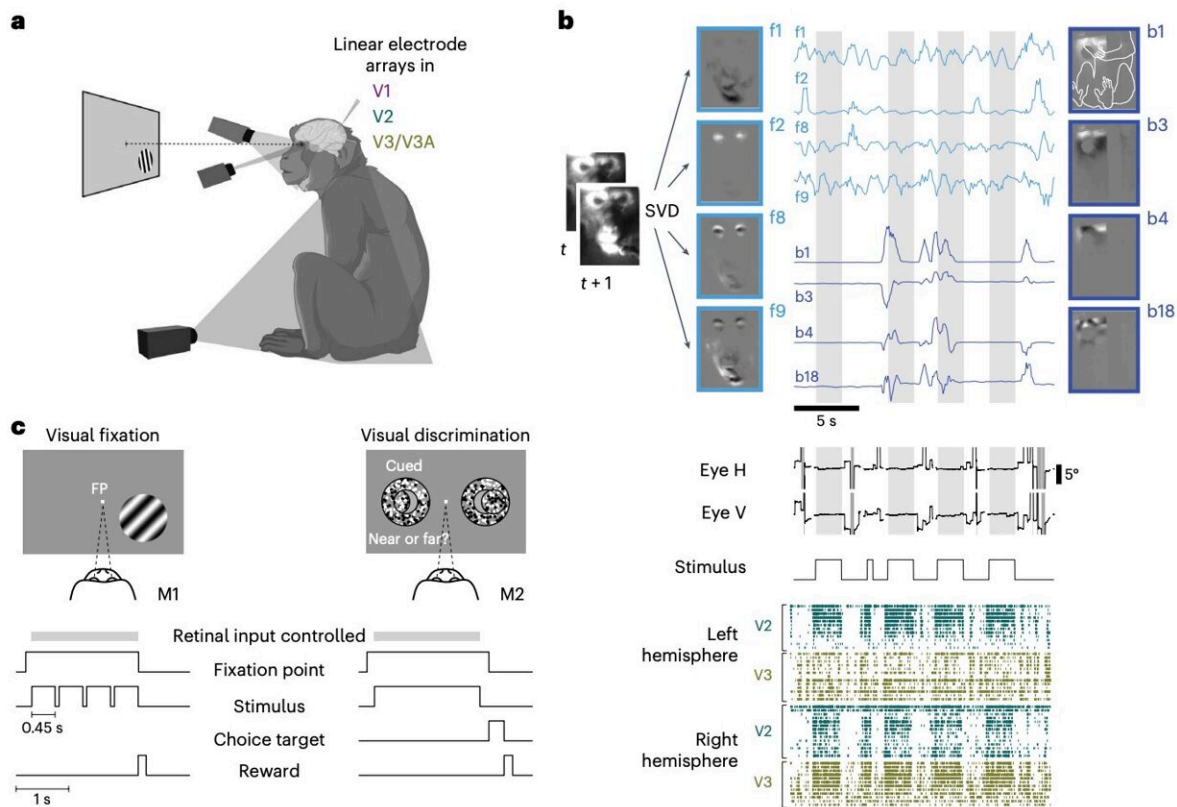 a
Linear electrode
arrays in
V1
V2
V3/V3A
b
f1
f2
f8
f9
t
t + 1
SVD
f1
f2
f8
f9
b1
b3
b4
b18
5 s
b1
b3
b4
b18
Eye H
5°
Eye V
Stimulus
Left
hemisphere
V2
V3
Right
hemisphere
V2
V3
c
Visual fixation
FP
M1
Visual discrimination
Cued
Near or far?
M2
Retinal input controlled
Fixation point
Stimulus
0.45 s
Choice target
Reward
1 s